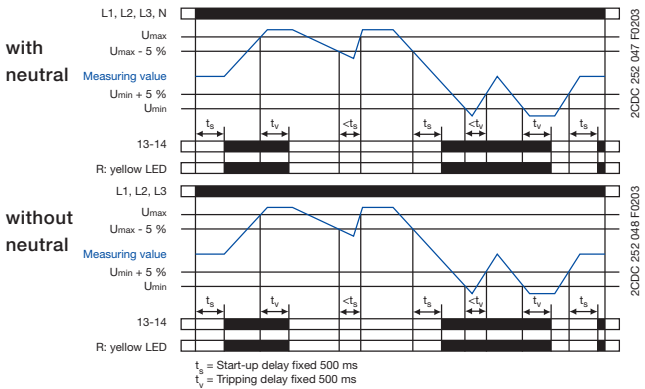 L1, L2, L3, N
Umax
Umax - 5 %
with
neutral
Measuring value
Umin + 5 %
Umin
ts
tv
<ts
ts
<tv
tv
ts
13-14
R: yellow LED
2CDC 252 047 F0203
L1, L2, L3
Umax
Umax - 5 %
without
neutral
Measuring value
Umin + 5 %
Umin
ts
tv
<ts
ts
<tv
tv
ts
13-14
R: yellow LED
2CDC 252 048 F0203
ts = Start-up delay fixed 500 ms
tv = Tripping delay fixed 500 ms